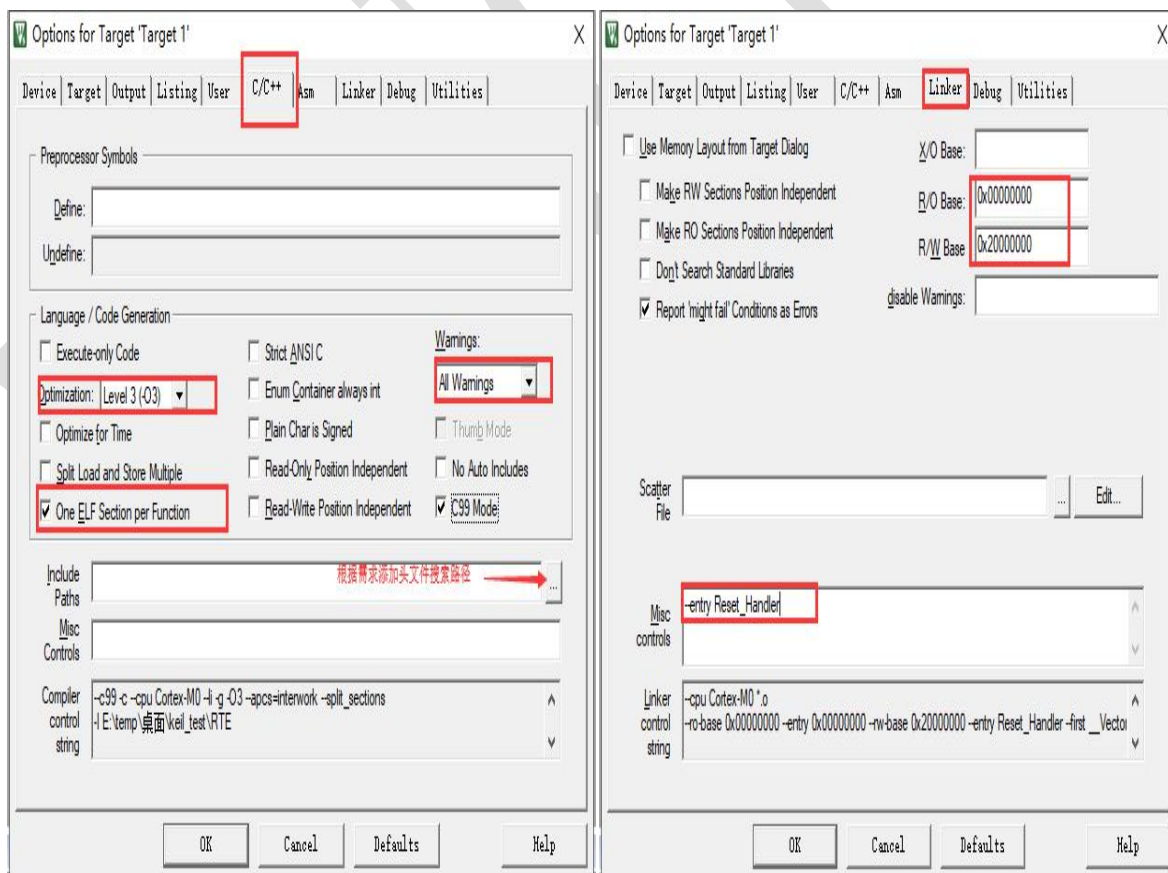 Options for Target 'Target 1'
Device Target Output Listing User C/C++ Asm Linker Debug Utilities
Preprocessor Symbols
Define:
Undefine:
Language / Code Generation
Execute-only Code
Strict ANSI C
Warnings:
Optimization: Level 3 (-O3)
Enum Container always int
All Warnings
Optimize for Time
Plain Char is Signed
Thumb Mode
Split Load and Store Multiple
Read-Only Position Independent
No Auto Includes
One ELF Section per Function
Read-Write Position Independent
C99 Mode
Include Paths
根据需求添加头文件搜索路径
...
Misc Controls
Compiler control string
--c99 -c --cpu Cortex-M0 --li -g -O3 --apcs=interwork --split_sections
-I E:\temp\桌面\keil_test\RTE
OK Cancel Defaults Help
Options for Target 'Target 1'
Device Target Output Listing User C/C++ Asm Linker Debug Utilities
Use Memory Layout from Target Dialog
X/O Base:
Make RW Sections Position Independent
R/O Base: 0x00000000
Make RO Sections Position Independent
R/W Base 0x20000000
Don't Search Standard Libraries
disable Warnings:
Report 'might fail' Conditions as Errors
Scatter File
... Edit...
Misc controls
--entry Reset_Handler
Linker control string
--cpu Cortex-M0 *.o
--ro-base 0x00000000 --entry 0x00000000 --rw-base 0x20000000 --entry Reset_Handler --first __Vector
OK Cancel Defaults Help